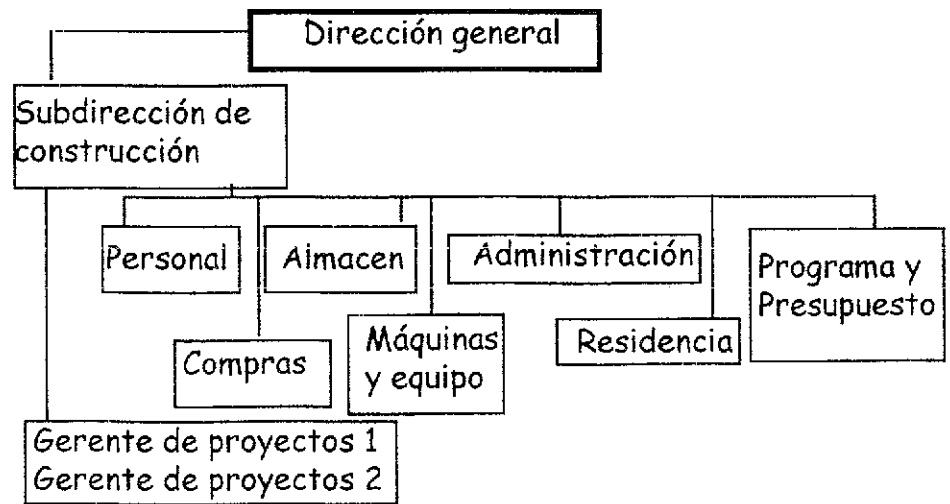 Dirección general
Subdirección de
construcción
Personal
Almacen
Administración
Programa y
Presupuesto
Compras
Máquinas
y equipo
Residencia
Gerente de proyectos 1
Gerente de proyectos 2